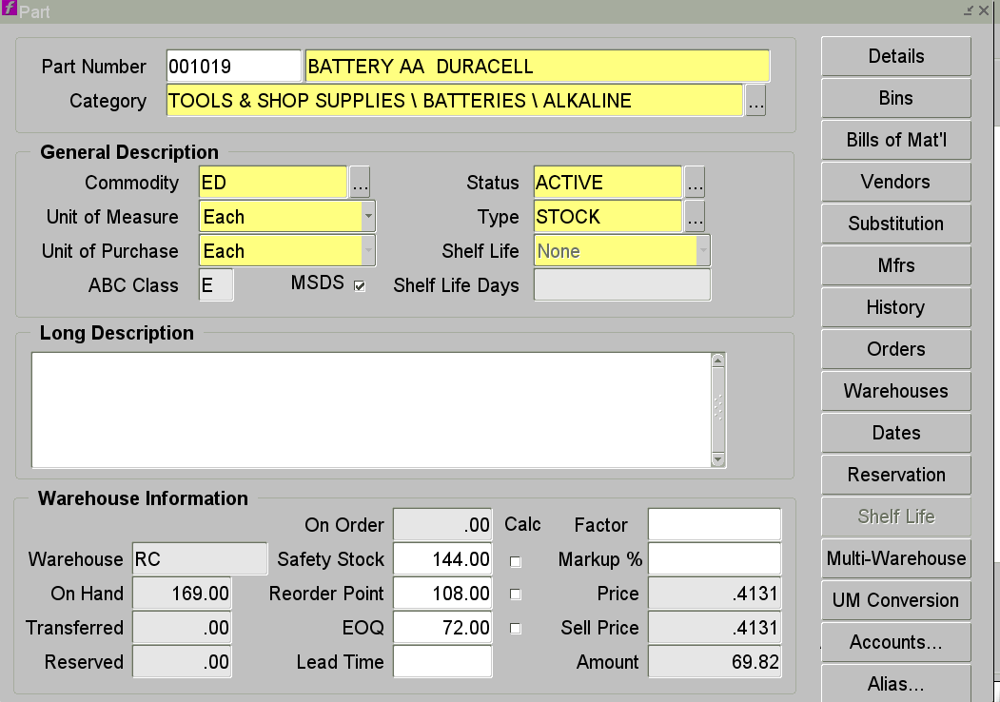 f Part
Part Number 001019 BATTERY AA DURACELL
Category TOOLS & SHOP SUPPLIES \ BATTERIES \ ALKALINE ...
General Description
Commodity ED ... Status ACTIVE ...
Unit of Measure Each Type STOCK ...
Unit of Purchase Each Shelf Life None
ABC Class E MSDS Shelf Life Days
Long Description
Warehouse Information
On Order .00 Calc Factor
Warehouse RC Safety Stock 144.00 Markup %
On Hand 169.00 Reorder Point 108.00 Price .4131
Transferred .00 EOQ 72.00 Sell Price .4131
Reserved .00 Lead Time Amount 69.82
Details
Bins
Bills of Mat'l
Vendors
Substitution
Mfrs
History
Orders
Warehouses
Dates
Reservation
Shelf Life
Multi-Warehouse
UM Conversion
Accounts...
Alias...